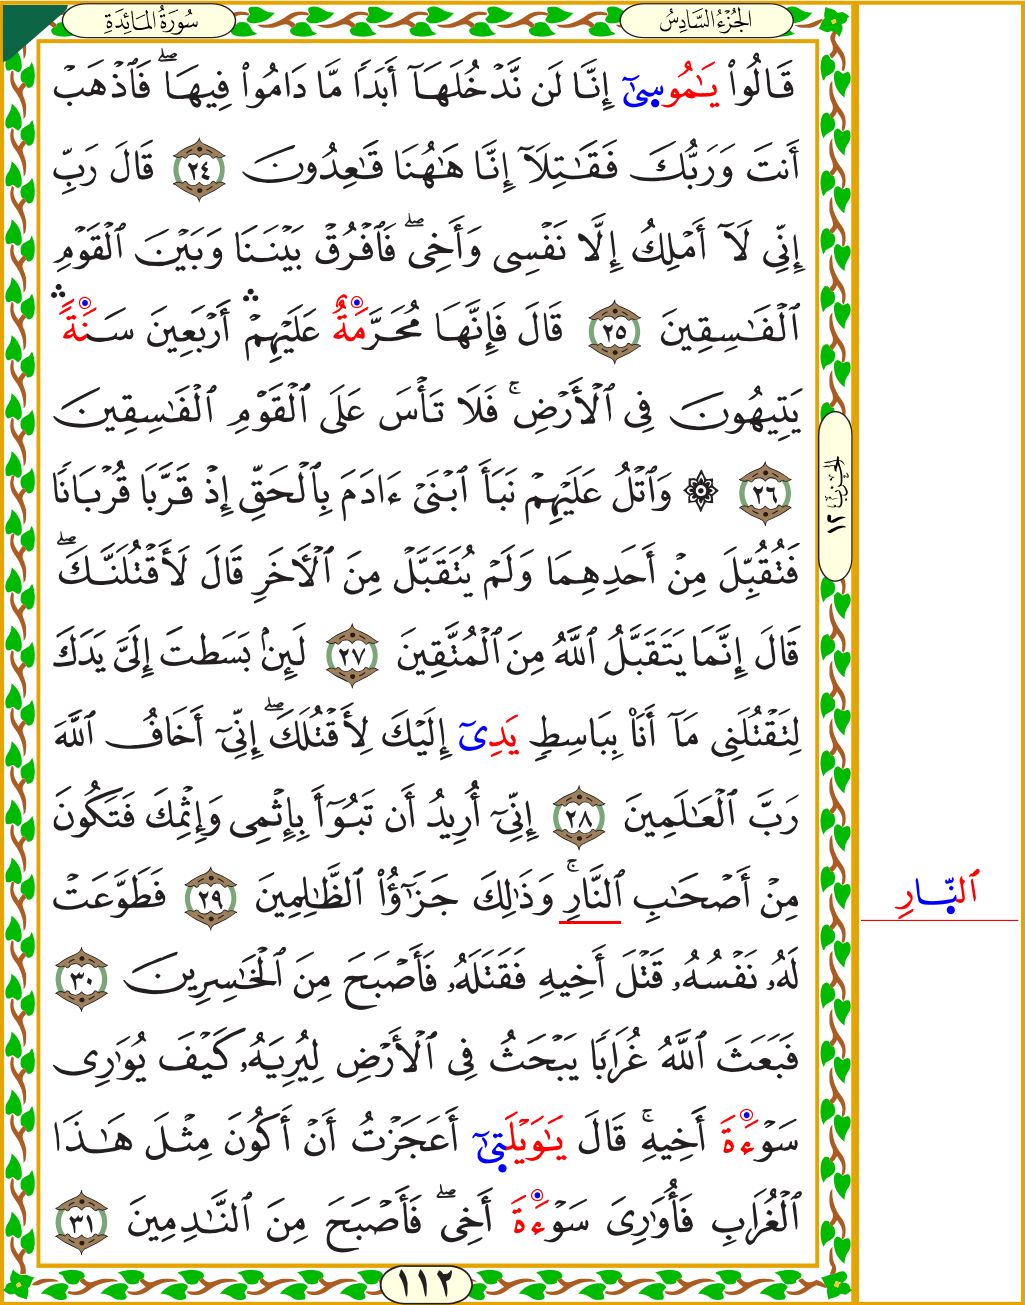 سُورَةُ المَائِدَةِ
الجُزْءُ السَّادِسُ
قَالُوا۟ يَـٰمُوسَىٰٓ إِنَّا لَن نَّدْخُلَهَآ أَبَدًا مَّا دَامُوا۟ فِيهَا ۖ فَٱذْهَبْ
أَنتَ وَرَبُّكَ فَقَـٰتِلَآ إِنَّا هَـٰهُنَا قَـٰعِدُونَ ٢٤ قَالَ رَبِّ
إِنِّى لَآ أَمْلِكُ إِلَّا نَفْسِى وَأَخِى ۖ فَٱفْرُقْ بَيْنَنَا وَبَيْنَ ٱلْقَوْمِ
ٱلْفَـٰسِقِينَ ٢٥ قَالَ فَإِنَّهَا مُحَرَّمَةٌ عَلَيْهِمْ ۛ أَرْبَعِينَ سَنَةً ۛ
يَتِيهُونَ فِى ٱلْأَرْضِ ۚ فَلَا تَأْسَ عَلَى ٱلْقَوْمِ ٱلْفَـٰسِقِينَ
٢٦ ۞ وَٱتْلُ عَلَيْهِمْ نَبَأَ ٱبْنَىْ ءَادَمَ بِٱلْحَقِّ إِذْ قَرَّبَا قُرْبَانًا
فَتُقُبِّلَ مِنْ أَحَدِهِمَا وَلَمْ يُتَقَبَّلْ مِنَ ٱلْـَٔاخَرِ قَالَ لَأَقْتُلَنَّكَ ۖ
قَالَ إِنَّمَا يَتَقَبَّلُ ٱللَّهُ مِنَ ٱلْمُتَّقِينَ ٢٧ لَئِنۢ بَسَطتَ إِلَىَّ يَدَكَ
لِتَقْتُلَنِى مَآ أَنَا۠ بِبَاسِطٍ يَدِىَ إِلَيْكَ لِأَقْتُلَكَ ۖ إِنِّىٓ أَخَافُ ٱللَّهَ
رَبَّ ٱلْعَـٰلَمِينَ ٢٨ إِنِّىٓ أُرِيدُ أَن تَبُوٓأَ بِإِثْمِى وَإِثْمِكَ فَتَكُونَ
مِنْ أَصْحَـٰبِ ٱلنَّارِ ۚ وَذَٰلِكَ جَزَٰٓؤُا۟ ٱلظَّـٰلِمِينَ ٢٩ فَطَوَّعَتْ
ٱلنَّارِ
لَهُۥ نَفْسُهُۥ قَتْلَ أَخِيهِ فَقَتَلَهُۥ فَأَصْبَحَ مِنَ ٱلْخَـٰسِرِينَ ٣٠
فَبَعَثَ ٱللَّهُ غُرَابًا يَبْحَثُ فِى ٱلْأَرْضِ لِيُرِيَهُۥ كَيْفَ يُوَٰرِى
سَوْءَةَ أَخِيهِ ۚ قَالَ يَـٰوَيْلَتَىٰٓ أَعَجَزْتُ أَنْ أَكُونَ مِثْلَ هَـٰذَا
ٱلْغُرَابِ فَأُوَٰرِىَ سَوْءَةَ أَخِى ۖ فَأَصْبَحَ مِنَ ٱلنَّـٰدِمِينَ ٣١
الحِزْبُ ١٢
١١٢